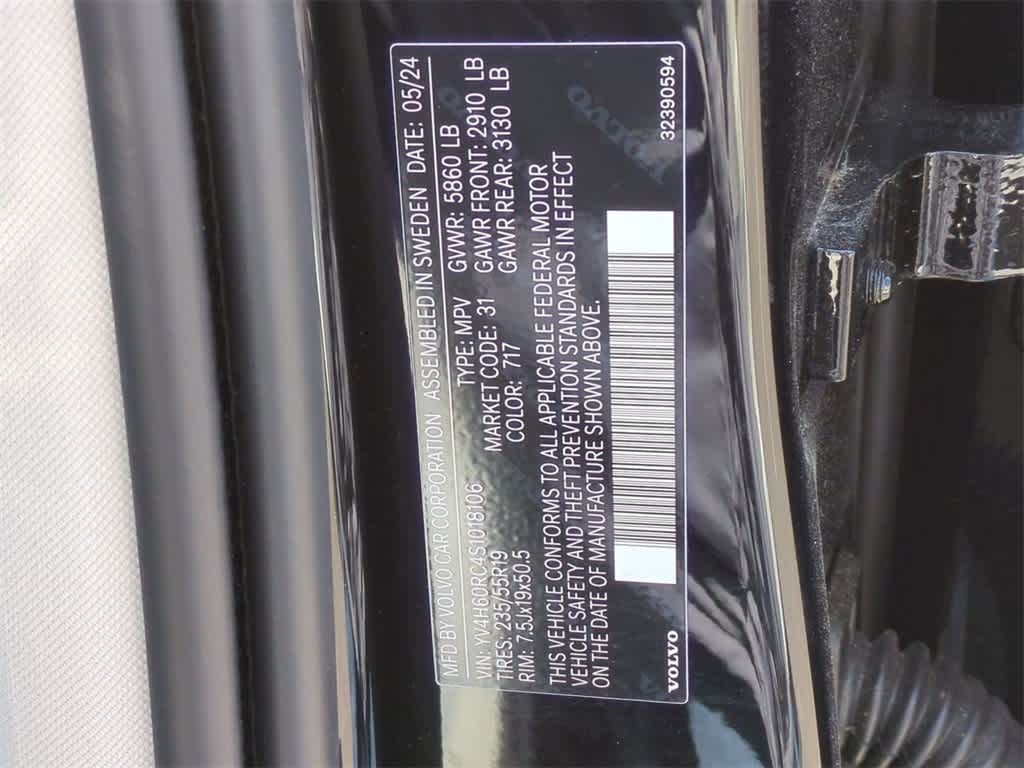 MFD BY VOLVO CAR CORPORATION ASSEMBLED IN SWEDEN DATE: 05/24
VIN: YV4H60RC4S1018106 TYPE: MPV GVWR: 5860 LB
TIRES: 235/55R19 MARKET CODE: 31 GAWR FRONT: 2910 LB
RIM: 7.5Jx19x50.5 COLOR: 717 GAWR REAR: 3130 LB
THIS VEHICLE CONFORMS TO ALL APPLICABLE FEDERAL MOTOR
VEHICLE SAFETY AND THEFT PREVENTION STANDARDS IN EFFECT
ON THE DATE OF MANUFACTURE SHOWN ABOVE.
VOLVO 32390594